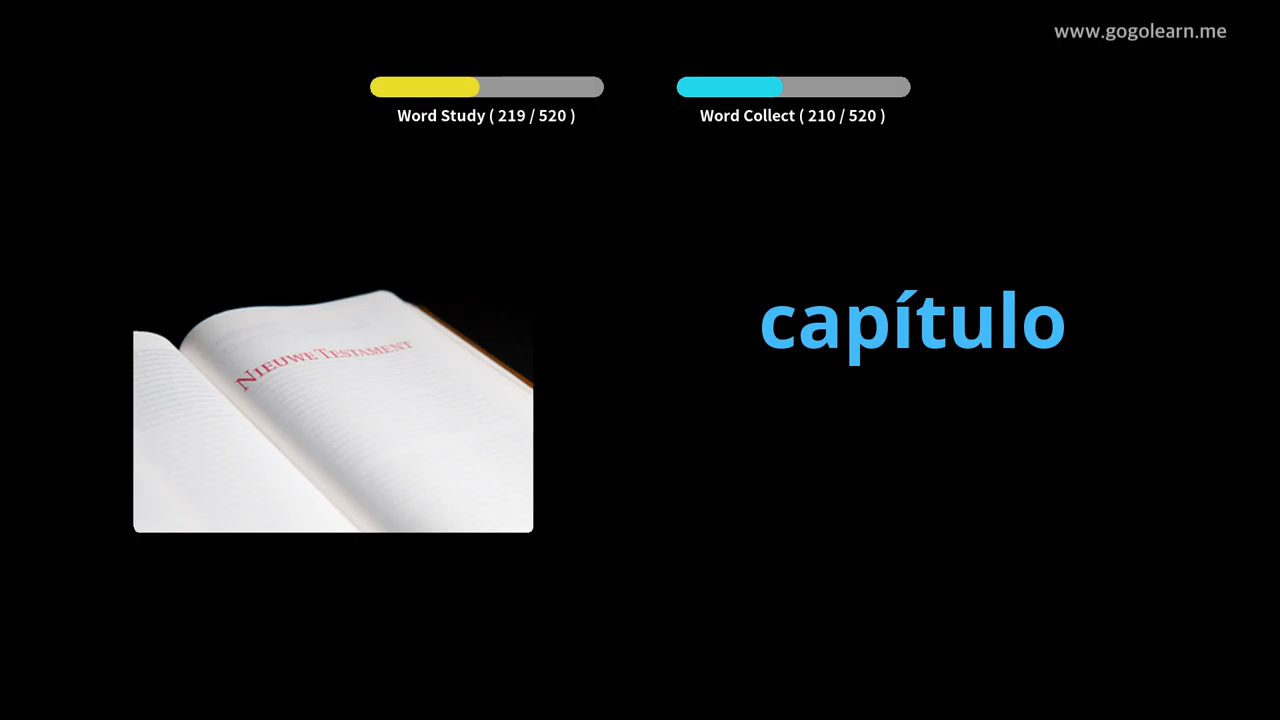 www.gogolearn.me
Word Study ( 219 / 520 )
Word Collect ( 210 / 520 )
capítulo
NIEUWE TESTAMENT